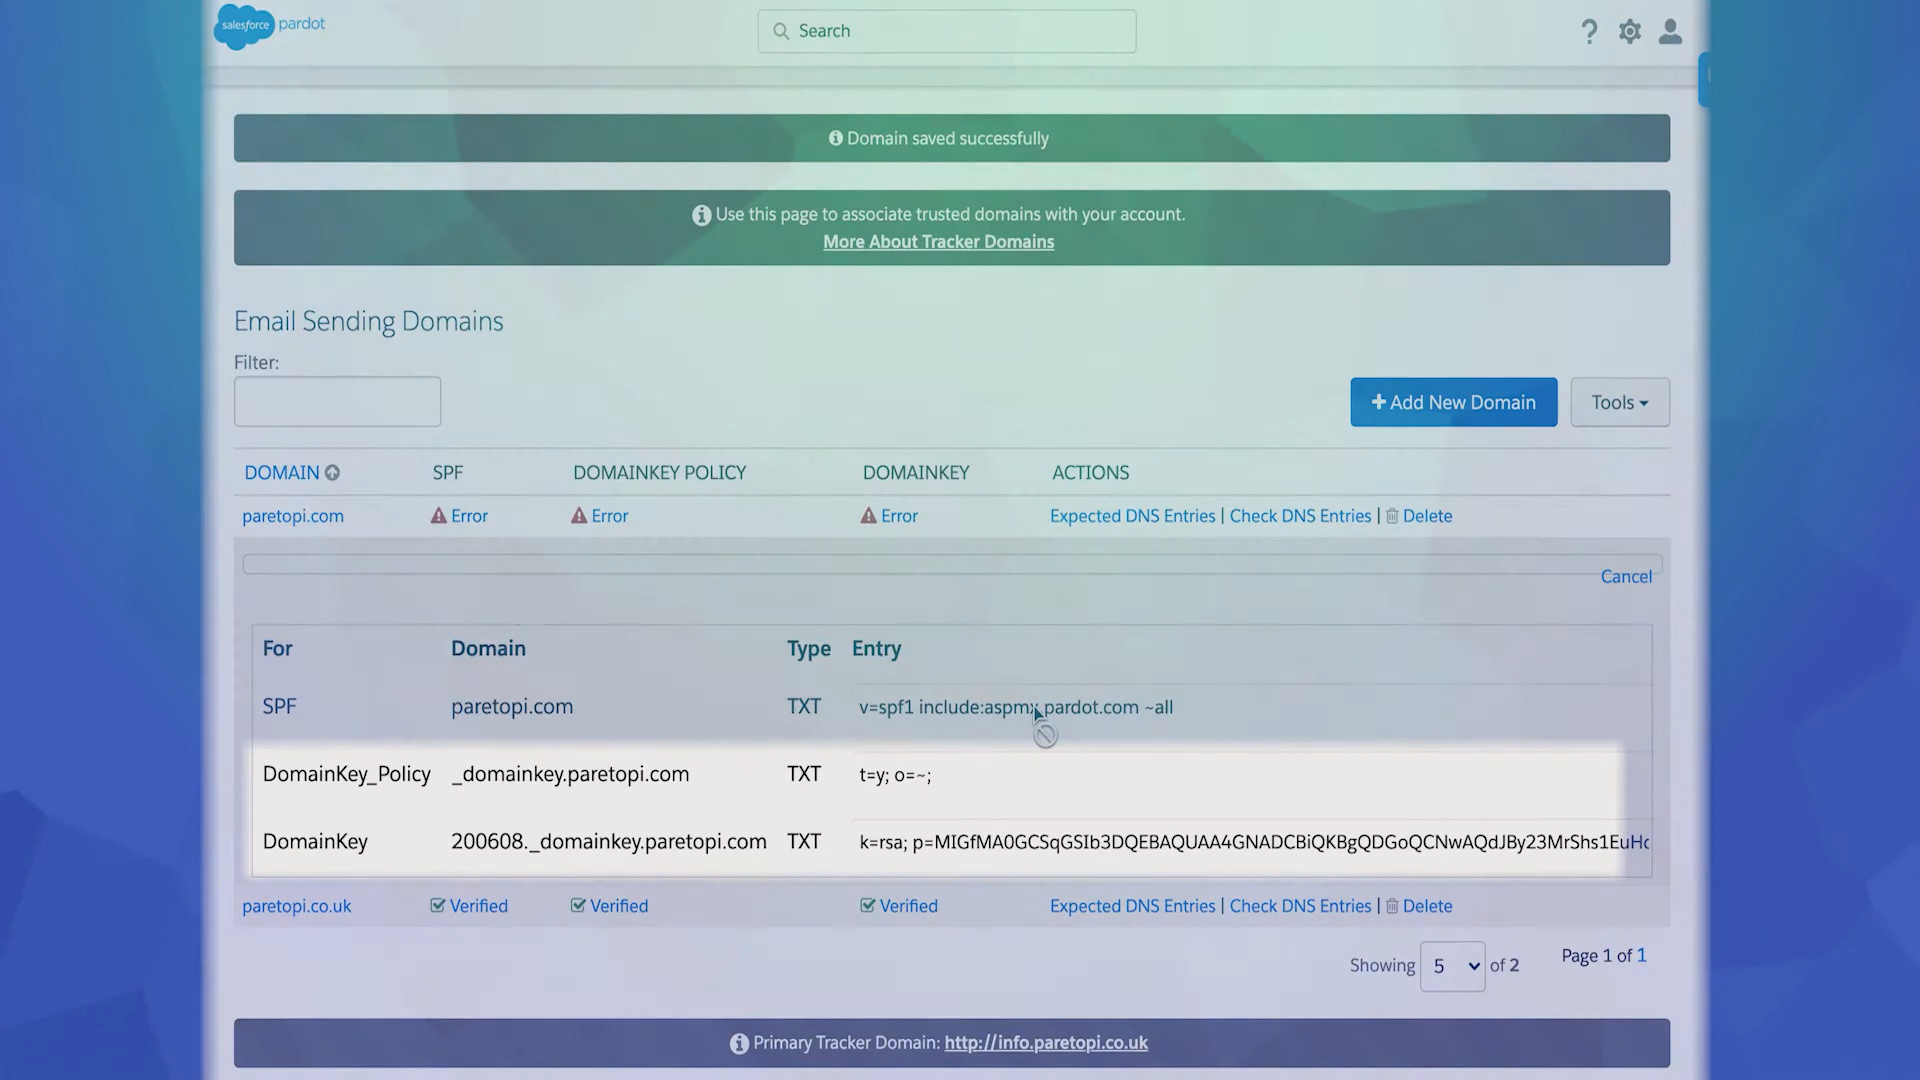 salesforce pardot
Search
Domain saved successfully
Use this page to associate trusted domains with your account.
More About Tracker Domains
Email Sending Domains
Filter:
+ Add New Domain
Tools
DOMAIN SPF DOMAINKEY POLICY DOMAINKEY ACTIONS
paretopi.com Error Error Error Expected DNS Entries | Check DNS Entries | Delete
Cancel
For Domain Type Entry
SPF paretopi.com TXT v=spf1 include:aspmx.pardot.com ~all
DomainKey_Policy _domainkey.paretopi.com TXT t=y; o=~;
DomainKey 200608._domainkey.paretopi.com TXT k=rsa; p=MIGfMA0GCSqGSIb3DQEBAQUAA4GNADCBiQKBgQDGoQCNwAQdJBy23MrShs1EuHc
paretopi.co.uk Verified Verified Verified Expected DNS Entries | Check DNS Entries | Delete
Showing 5 of 2 Page 1 of 1
Primary Tracker Domain: http://info.paretopi.co.uk